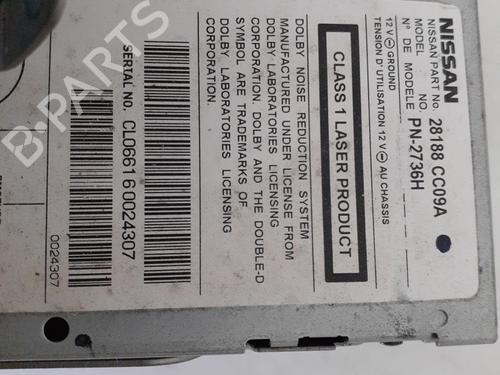 NISSAN
NISSAN PART No. 28188 CC09A
MODEL NO.
N° DE MODELE PN-2736H
12 V ⎓ GROUND
TENSION D'UTILISATION 12 V ⎓ AU CHASSIS
CLASS 1 LASER PRODUCT
DOLBY NOISE REDUCTION SYSTEM
MANUFACTURED UNDER LICENSE FROM
DOLBY LABORATORIES LICENSING
CORPORATION. DOLBY AND THE DOUBLE-D
SYMBOL ARE TRADEMARKS OF
DOLBY LABORATORIES LICENSING
CORPORATION.
SERIAL NO. CL066160024307
0024307
B-PARTS